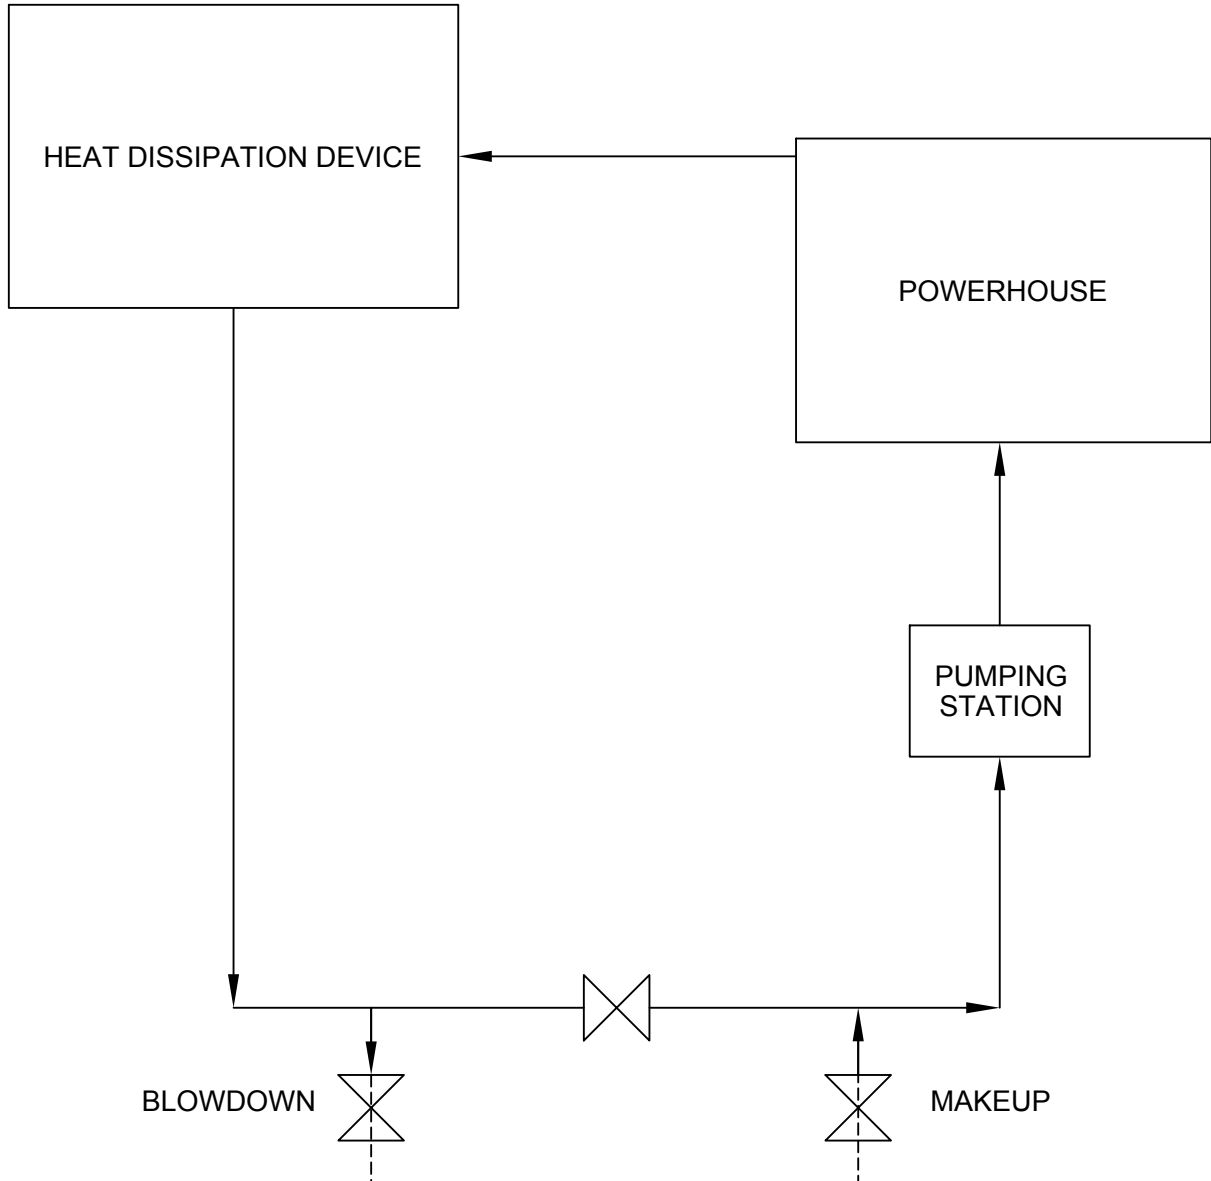 HEAT DISSIPATION DEVICE
POWERHOUSE
PUMPING
STATION
BLOWDOWN
MAKEUP